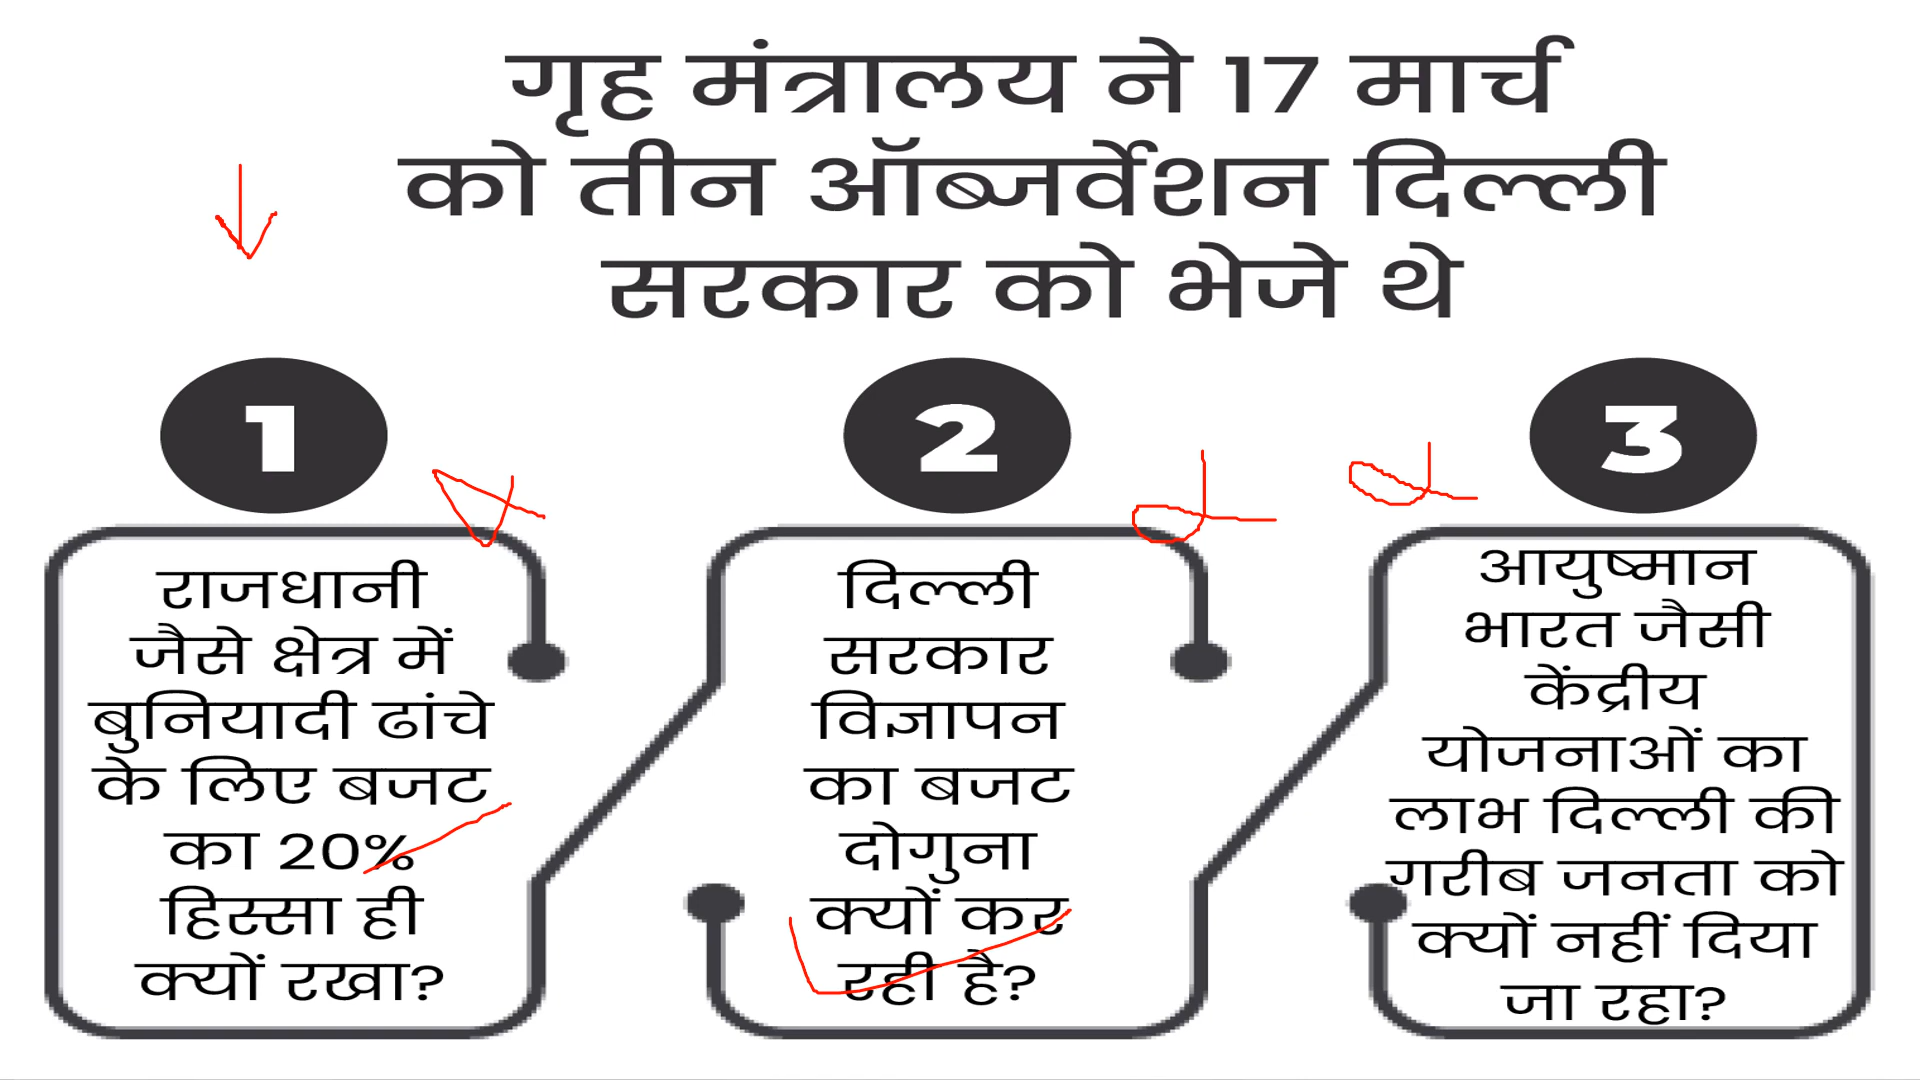 गृह मंत्रालय ने 17 मार्च
को तीन ऑब्जर्वेशन दिल्ली
सरकार को भेजे थे
1
राजधानी
जैसे क्षेत्र में
बुनियादी ढांचे
के लिए बजट
का 20%
हिस्सा ही
क्यों रखा?
2
दिल्ली
सरकार
विज्ञापन
का बजट
दोगुना
क्यों कर
रही है?
3
आयुष्मान
भारत जैसी
केंद्रीय
योजनाओं का
लाभ दिल्ली की
गरीब जनता को
क्यों नहीं दिया
जा रहा?